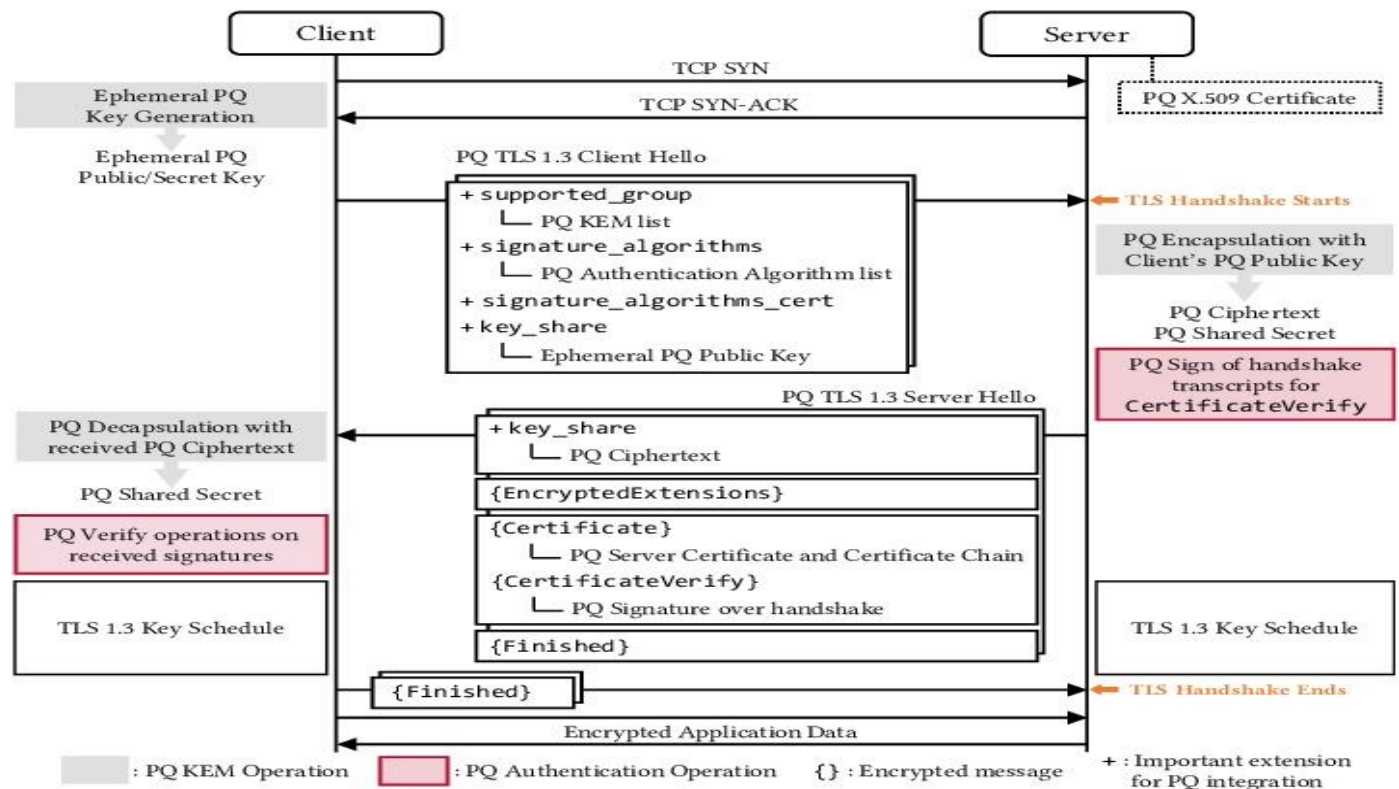 Client
Server
TCP SYN
Ephemeral PQ
Key Generation
TCP SYN-ACK
PQ X.509 Certificate
Ephemeral PQ
Public/Secret Key
PQ TLS 1.3 Client Hello
+ supported_group
PQ KEM list
+ signature_algorithms
PQ Authentication Algorithm list
+ signature_algorithms_cert
+ key_share
Ephemeral PQ Public Key
TLS Handshake Starts
PQ Encapsulation with
Client's PQ Public Key
PQ Ciphertext
PQ Shared Secret
PQ Sign of handshake
transcripts for
CertificateVerify
PQ TLS 1.3 Server Hello
+ key_share
PQ Ciphertext
{EncryptedExtensions}
{Certificate}
PQ Server Certificate and Certificate Chain
{CertificateVerify}
PQ Signature over handshake
{Finished}
PQ Decapsulation with
received PQ Ciphertext
PQ Shared Secret
PQ Verify operations on
received signatures
TLS 1.3 Key Schedule
TLS 1.3 Key Schedule
{Finished}
TLS Handshake Ends
Encrypted Application Data
: PQ KEM Operation
: PQ Authentication Operation
{} : Encrypted message
+ : Important extension
for PQ integration